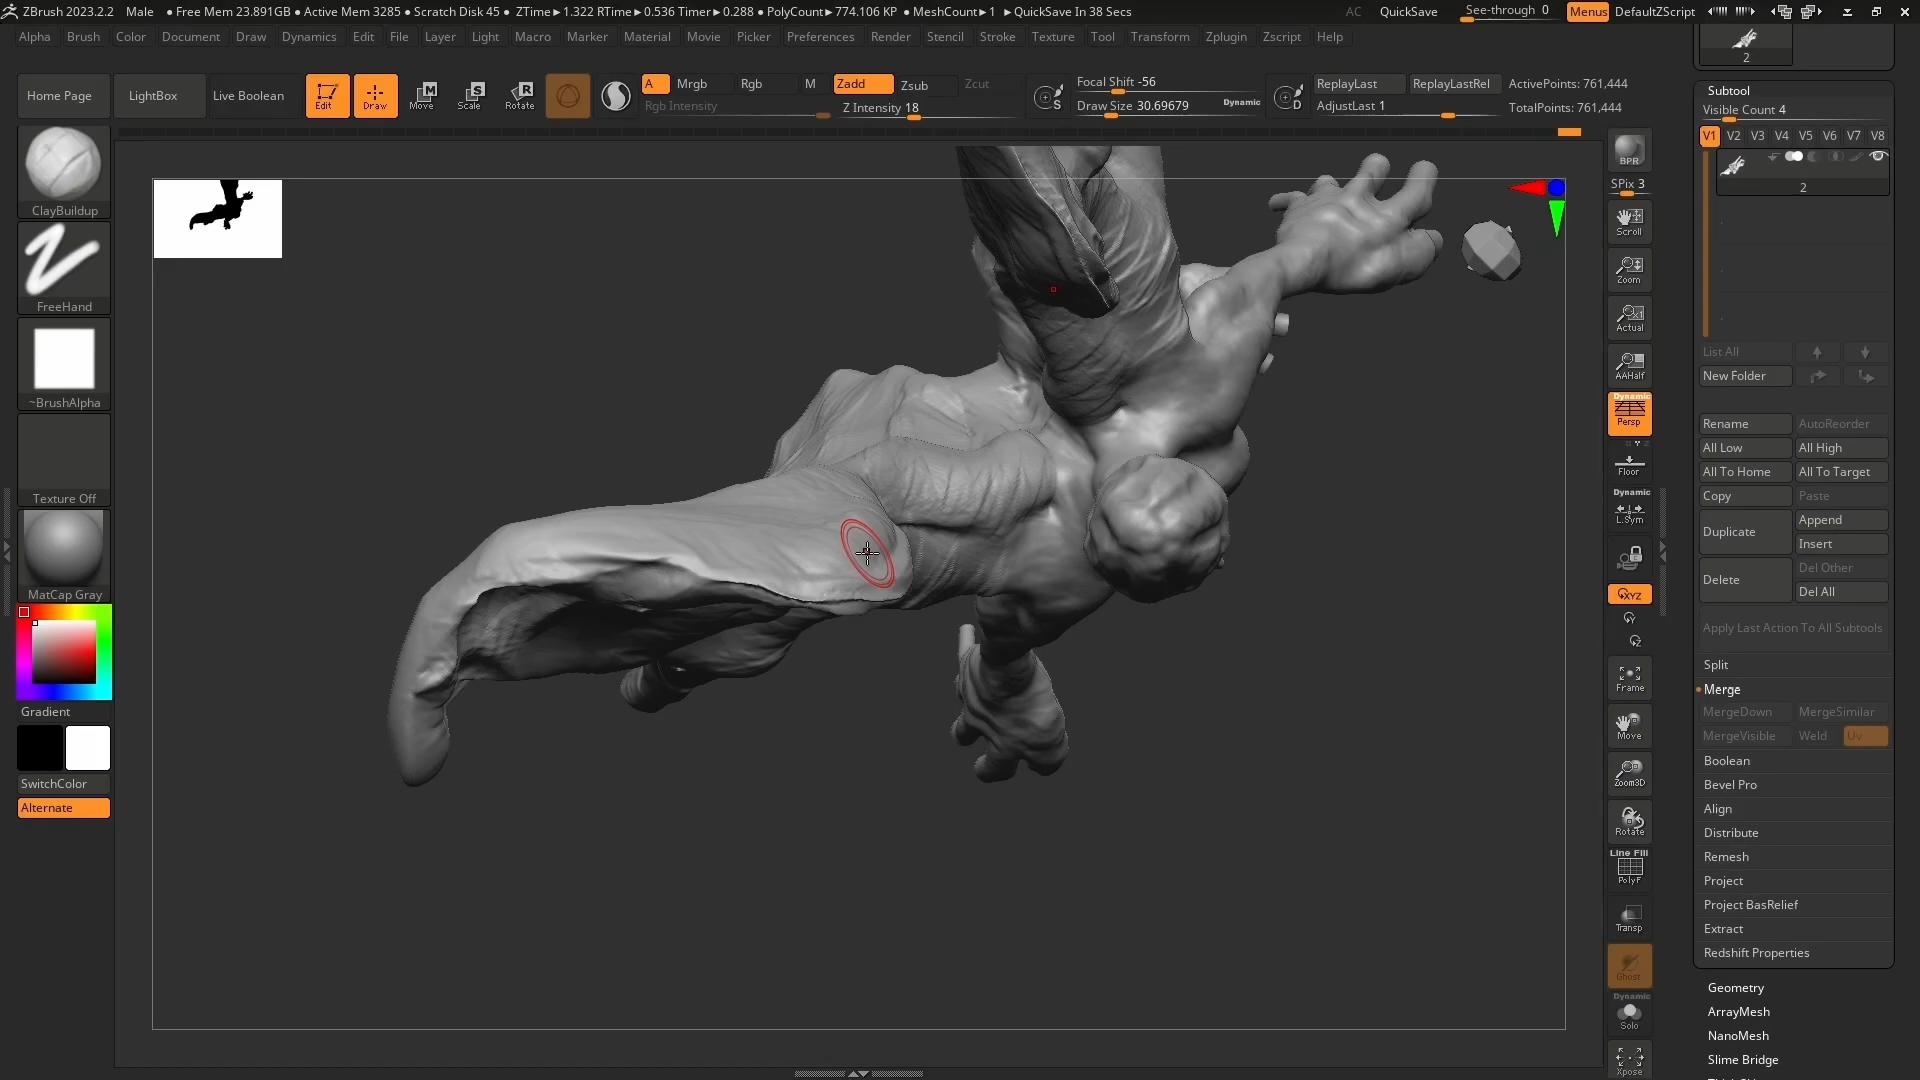 ZBrush 2023.2.2 Male • Free Mem 23.891GB • Active Mem 3285 • Scratch Disk 45 • ZTime►1.322 RTime►0.536 Timer►0.288 • PolyCount►774.106 KP • MeshCount►1 ►QuickSave In 38 Secs AC QuickSave See-through 0 Menus DefaultZScript
Alpha Brush Color Document Draw Dynamics Edit File Layer Light Macro Marker Material Movie Picker Preferences Render Stencil Stroke Texture Tool Transform Zplugin Zscript Help
2
Home Page LightBox Live Boolean Edit Draw Move Scale Rotate
A Mrgb Rgb M Zadd Zsub Zcut
Rgb Intensity Z Intensity 18
S Focal Shift -56
Draw Size 30.69679 Dynamic
D ReplayLast ReplayLastRel ActivePoints: 761,444
AdjustLast 1 TotalPoints: 761,444
ClayBuildup
FreeHand
~BrushAlpha
Texture Off
MatCap Gray
Gradient
SwitchColor
Alternate
BPR
SPix 3
Scroll
Zoom
Actual
AAHalf
Dynamic
Persp
Floor
Dynamic
L.Sym
XYZ
Y
Z
Frame
Move
Zoom3D
Rotate
Line Fill
PolyF
Transp
Ghost
Dynamic
Solo
Xpose
Subtool
Visible Count 4
V1 V2 V3 V4 V5 V6 V7 V8
2
List All
New Folder
Rename AutoReorder
All Low All High
All To Home All To Target
Copy Paste
Duplicate Append
Insert
Delete Del Other
Del All
Apply Last Action To All Subtools
Split
Merge
MergeDown MergeSimilar
MergeVisible Weld Uv
Boolean
Bevel Pro
Align
Distribute
Remesh
Project
Project BasRelief
Extract
Redshift Properties
Geometry
ArrayMesh
NanoMesh
Slime Bridge